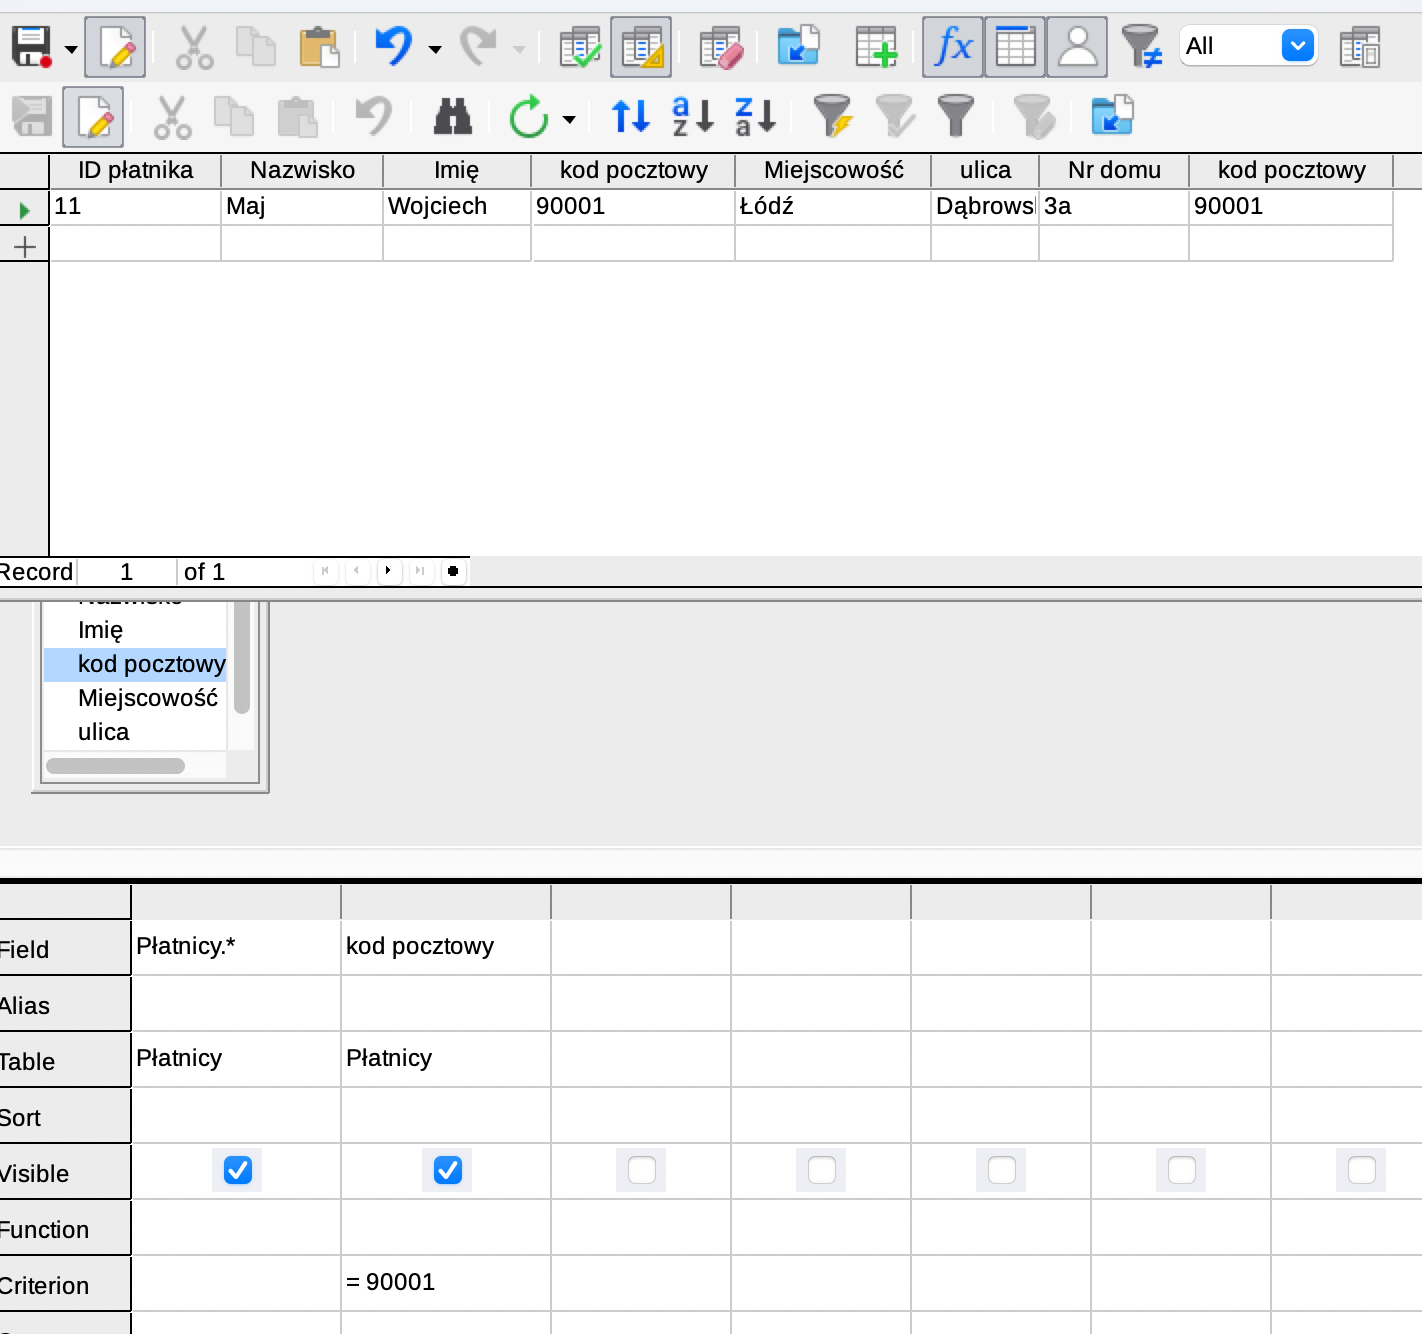 All
ID płatnika Nazwisko Imię kod pocztowy Miejscowość ulica Nr domu kod pocztowy
11 Maj Wojciech 90001 Łódź Dąbrows 3a 90001
Record 1 of 1
Nazwisko
Imię
kod pocztowy
Miejscowość
ulica
Field Płatnicy.* kod pocztowy
Alias
Table Płatnicy Płatnicy
Sort
Visible
Function
Criterion = 90001